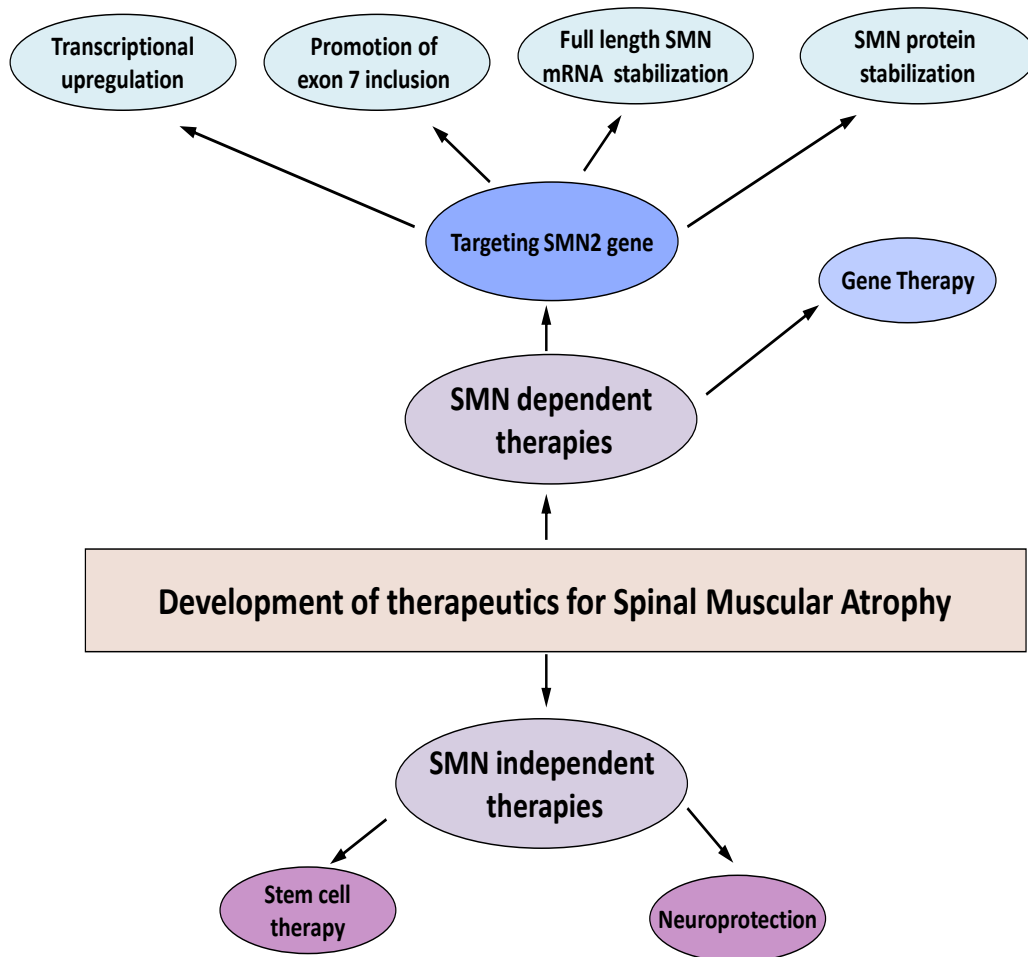 Transcriptional
upregulation
Promotion of
exon 7 inclusion
Full length SMN
mRNA stabilization
SMN protein
stabilization
Targeting SMN2 gene
Gene Therapy
SMN dependent
therapies
Development of therapeutics for Spinal Muscular Atrophy
SMN independent
therapies
Stem cell
therapy
Neuroprotection